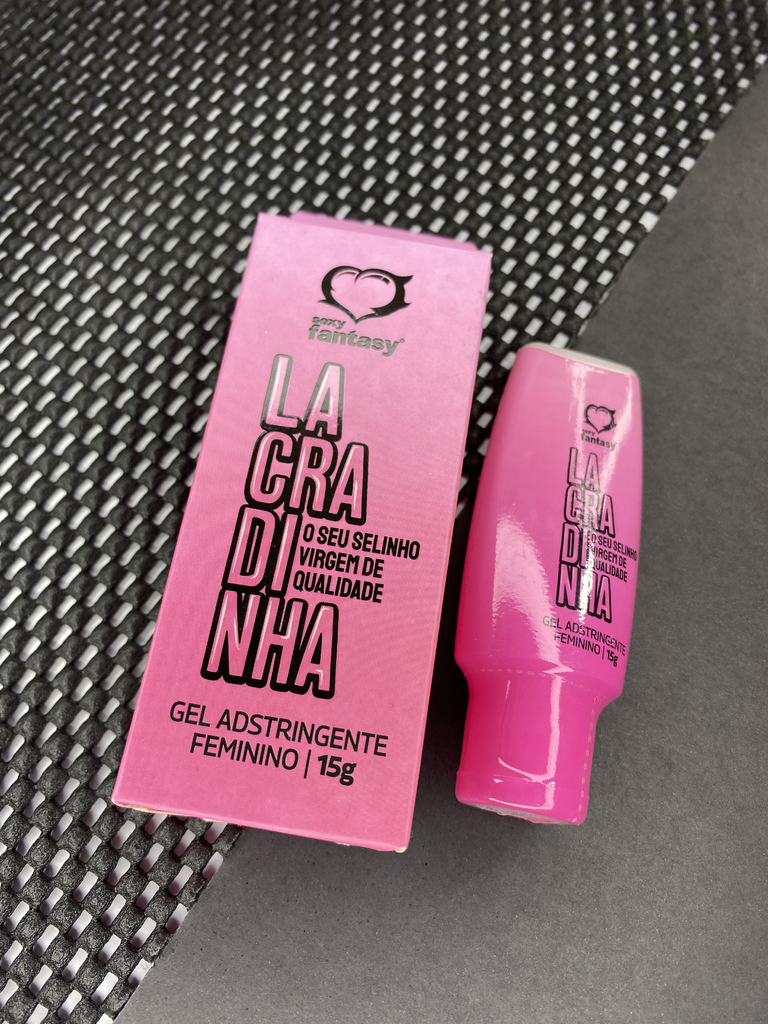 sexy
fantasy®
LA
CRA
DI
NHA
O SEU SELINHO
VIRGEM DE
QUALIDADE
GEL ADSTRINGENTE
FEMININO | 15g
sexy
fantasy
LA
CRA
DI
NHA
O SEU SELINHO
VIRGEM DE
QUALIDADE
GEL ADSTRINGENTE
FEMININO | 15g